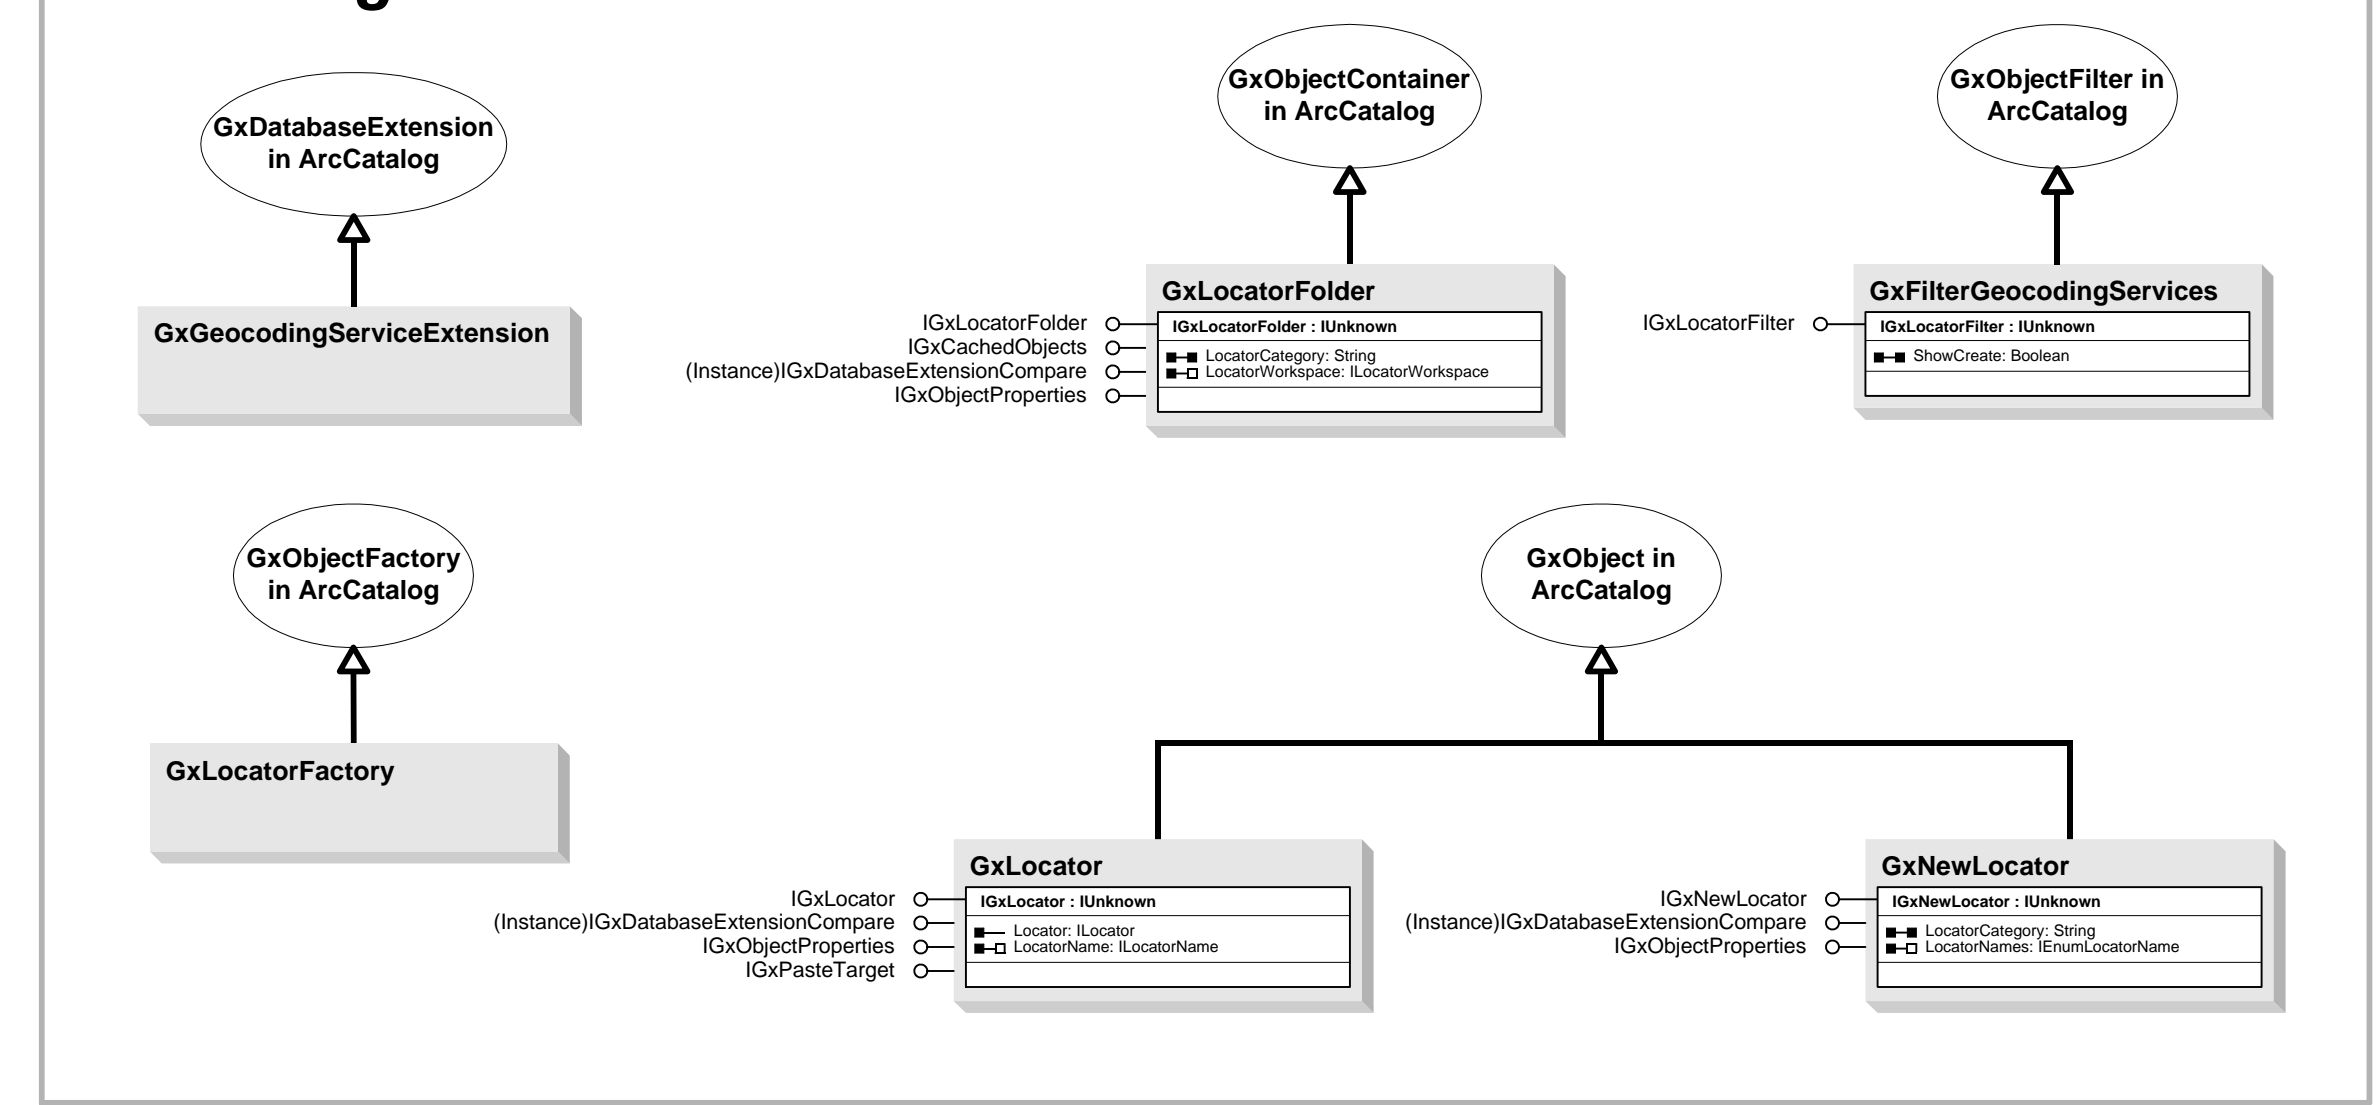 GxDatabaseExtension
in ArcCatalog
GxGeocodingServiceExtension
GxObjectContainer
in ArcCatalog
GxLocatorFolder
IGxLocatorFolder
IGxCachedObjects
(Instance)IGxDatabaseExtensionCompare
IGxObjectProperties
IGxLocatorFolder : IUnknown
LocatorCategory: String
LocatorWorkspace: ILocatorWorkspace
GxObjectFilter in
ArcCatalog
GxFilterGeocodingServices
IGxLocatorFilter
IGxLocatorFilter : IUnknown
ShowCreate: Boolean
GxObjectFactory
in ArcCatalog
GxLocatorFactory
GxObject in
ArcCatalog
GxLocator
IGxLocator
(Instance)IGxDatabaseExtensionCompare
IGxObjectProperties
IGxPasteTarget
IGxLocator : IUnknown
Locator: ILocator
LocatorName: ILocatorName
GxNewLocator
IGxNewLocator
(Instance)IGxDatabaseExtensionCompare
IGxObjectProperties
IGxNewLocator : IUnknown
LocatorCategory: String
LocatorNames: IEnumLocatorName